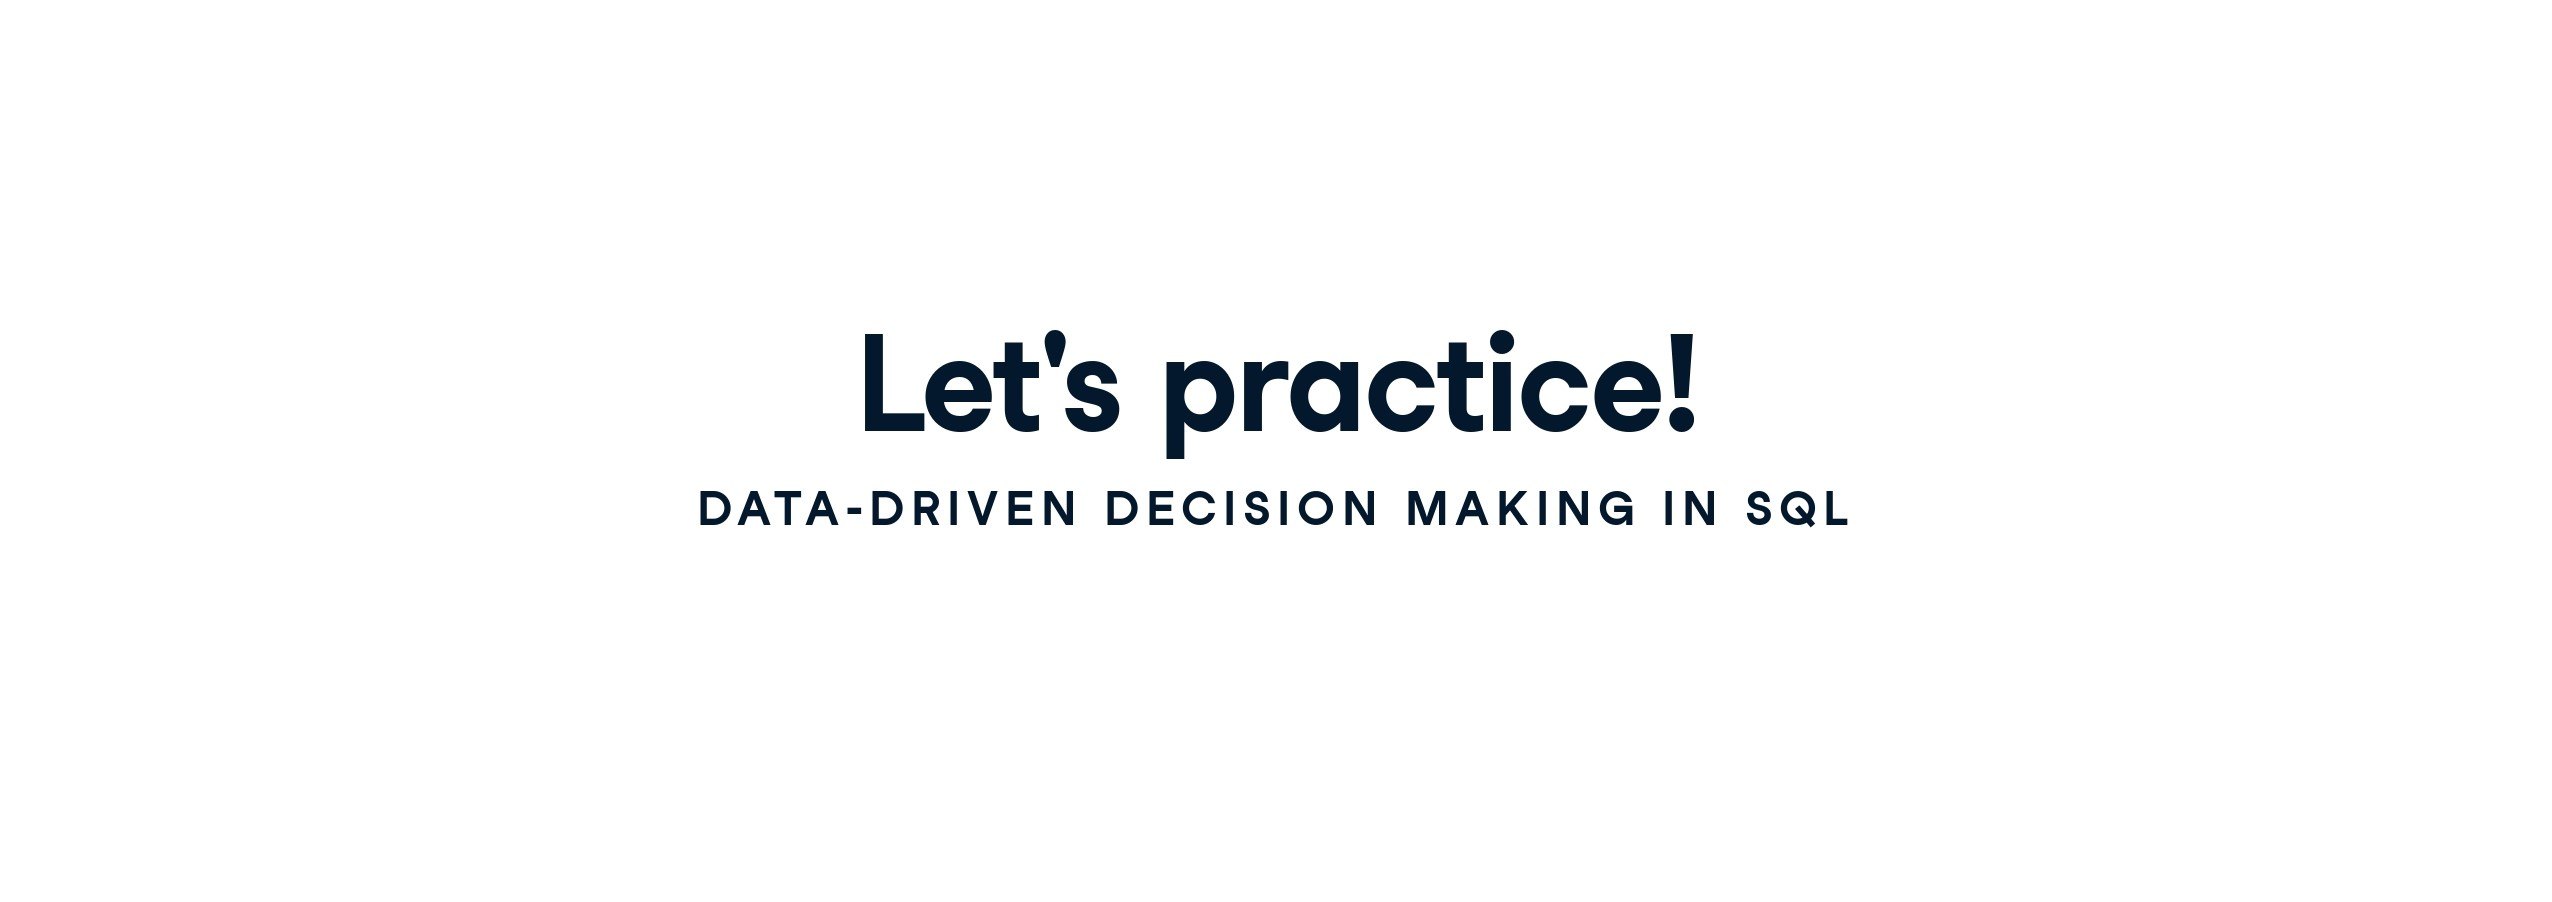 Let's practice!
DATA-DRIVEN DECISION MAKING IN SQL